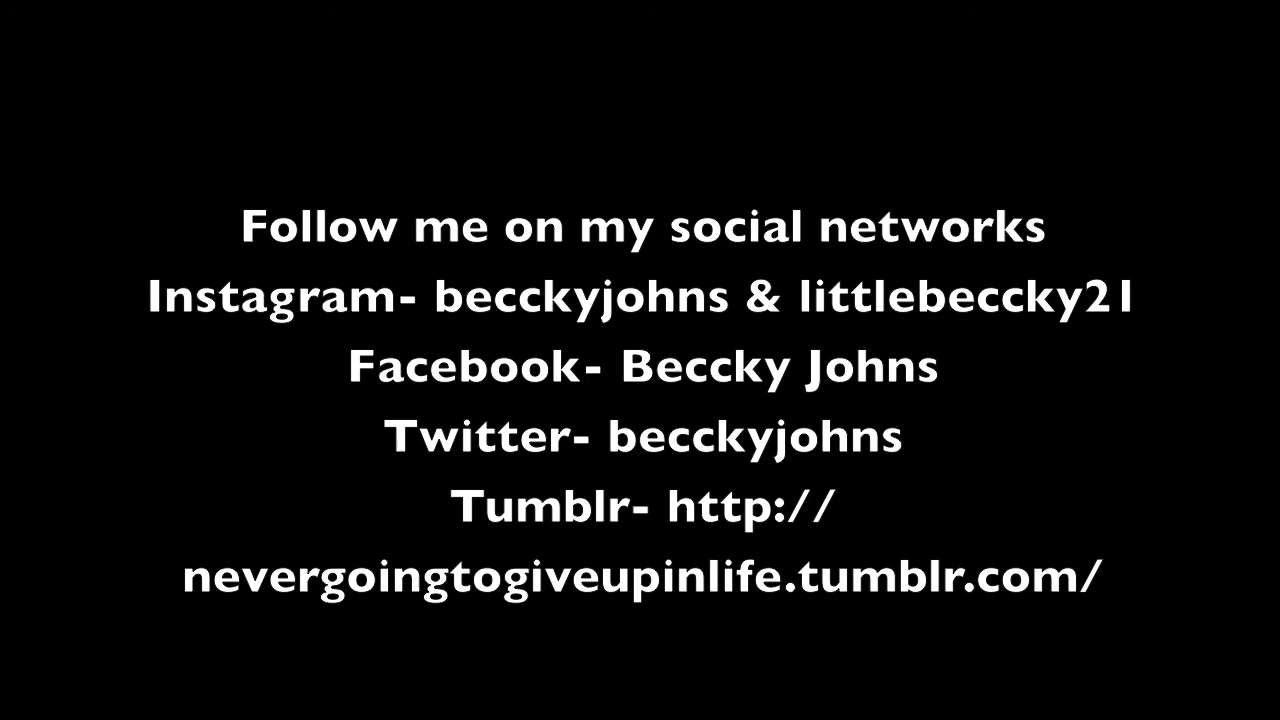 Follow me on my social networks
Instagram- becckyjohns & littlebeccky21
Facebook- Beccky Johns
Twitter- becckyjohns
Tumblr- http://
nevergoingtogiveupinlife.tumblr.com/